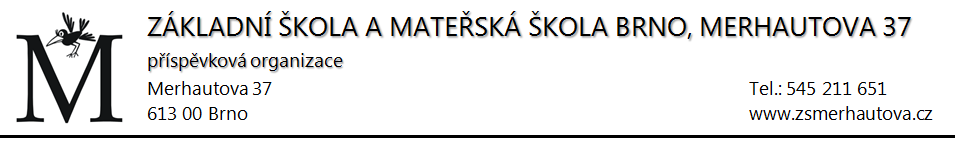 M
ZÁKLADNÍ ŠKOLA A MATEŘSKÁ ŠKOLA BRNO, MERHAUTOVA 37
příspěvková organizace
Merhautova 37 Tel.: 545 211 651
613 00 Brno www.zsmerhautova.cz